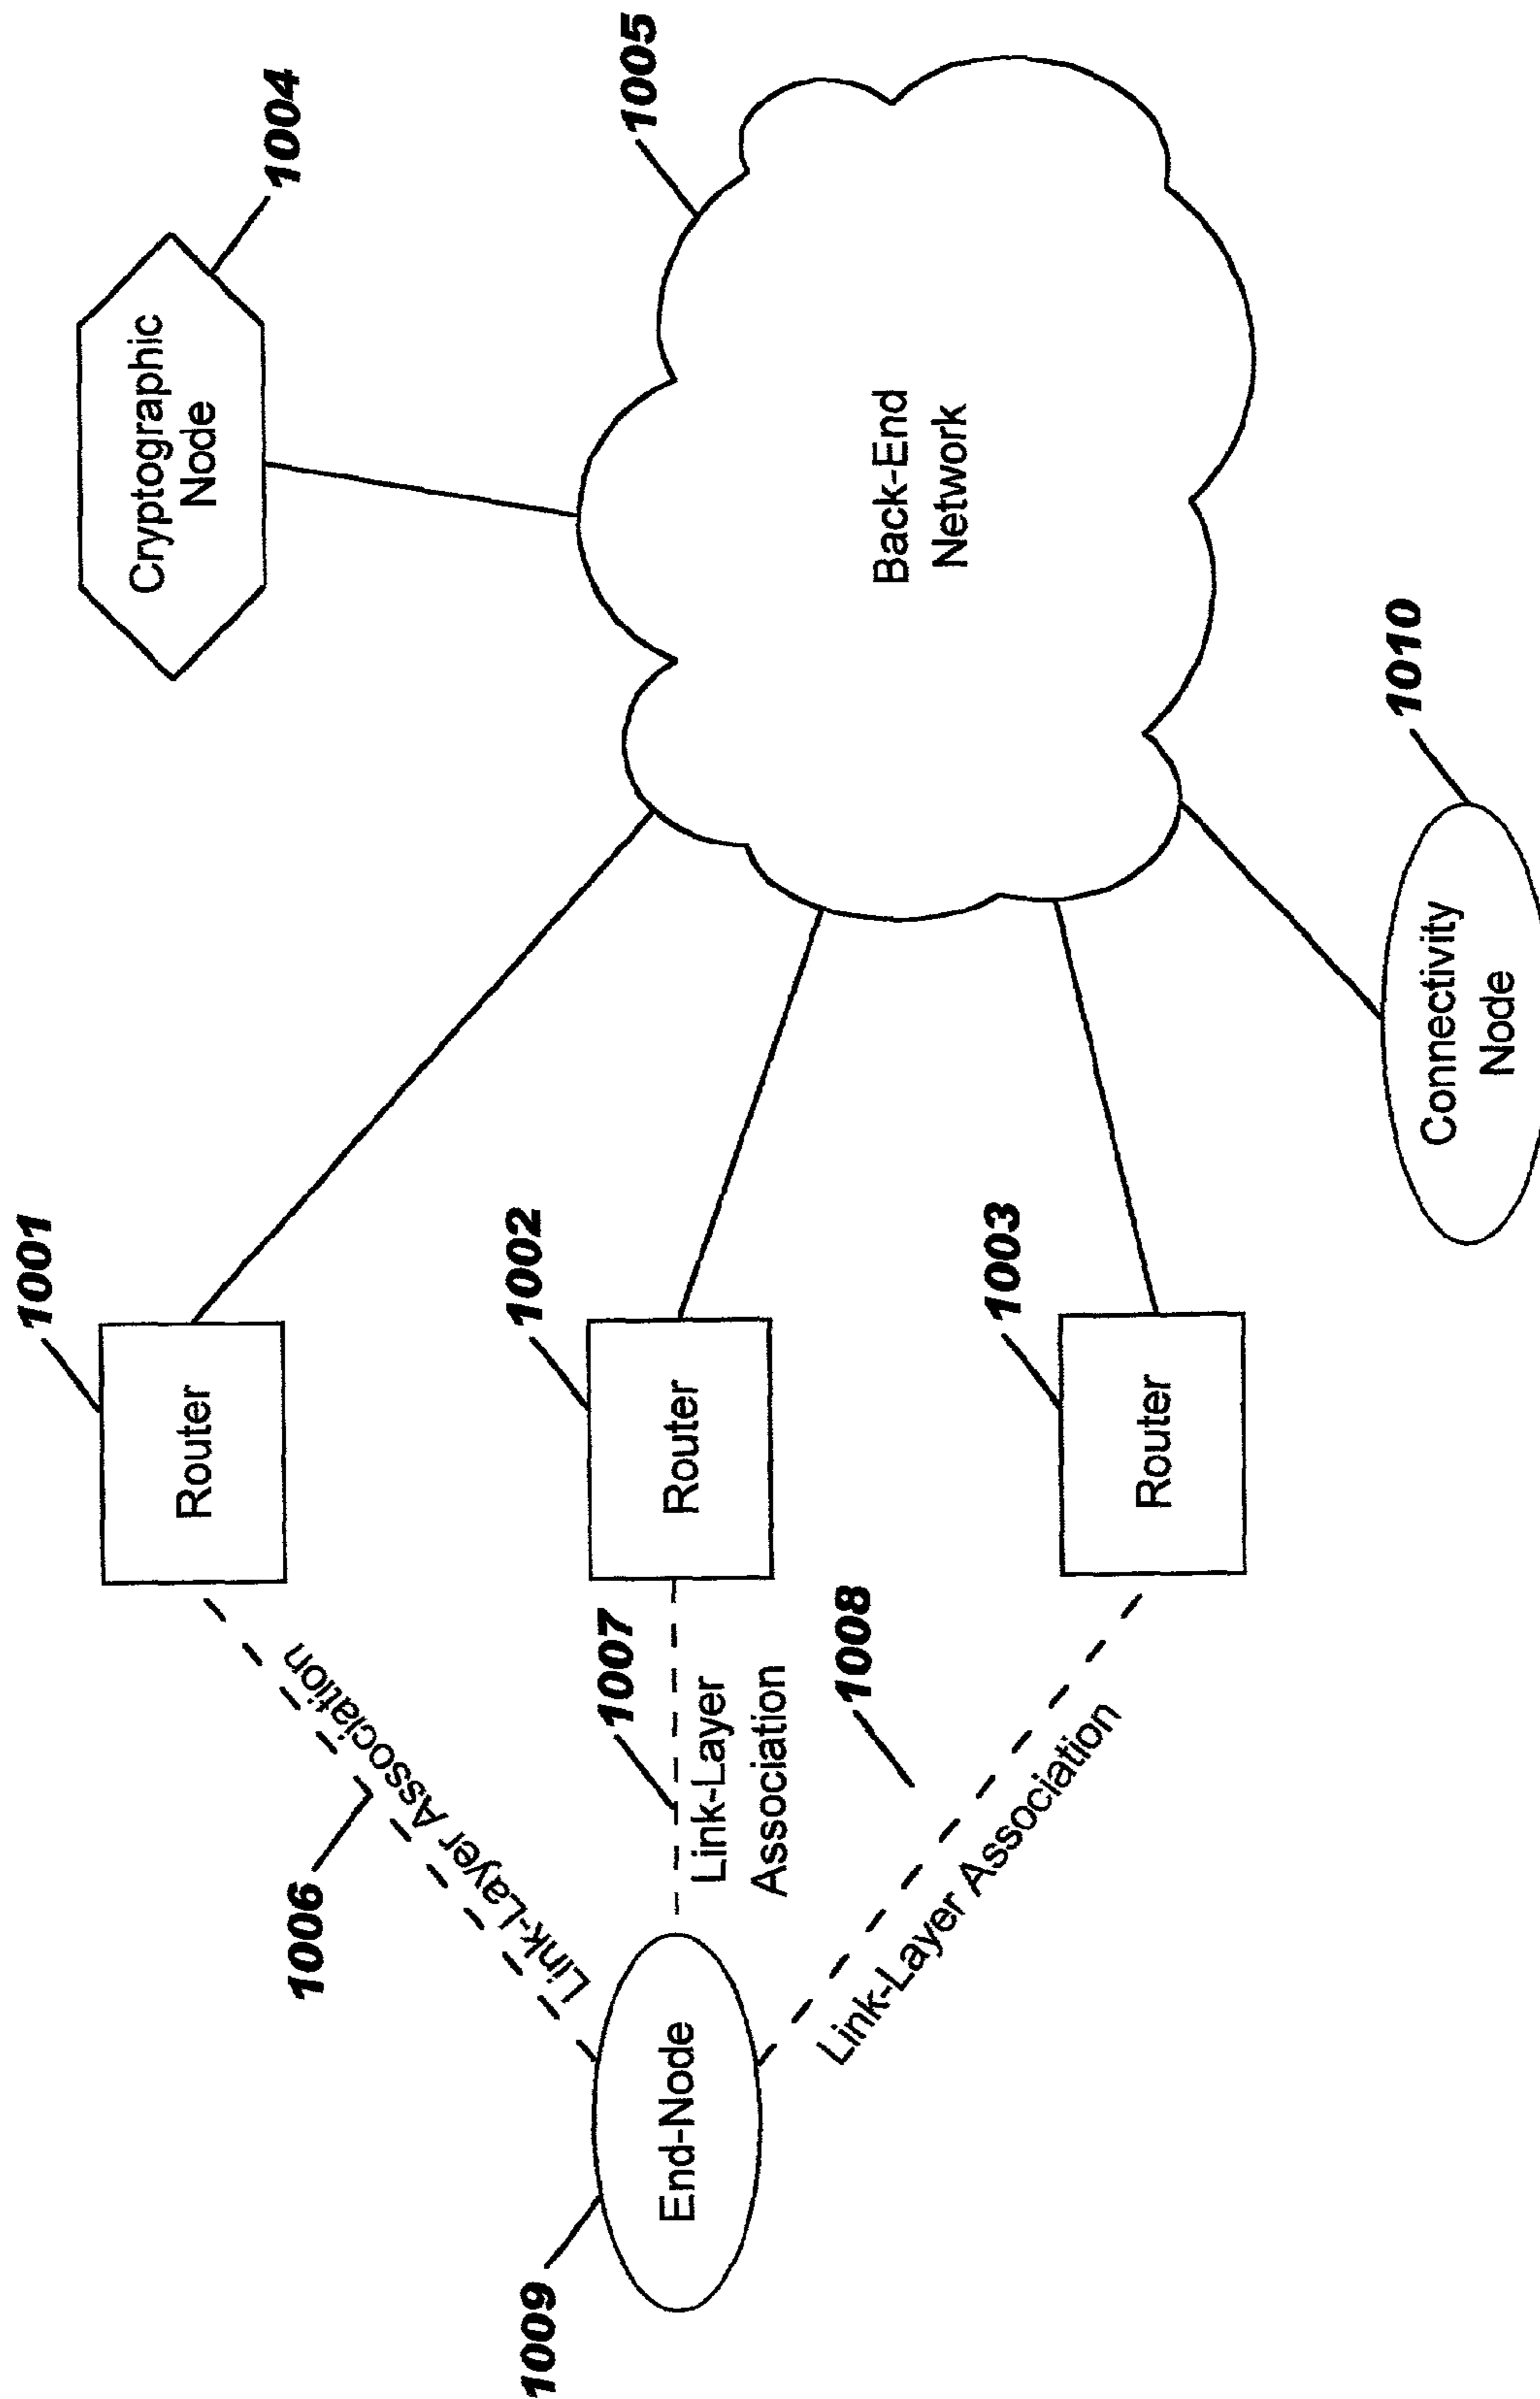 1001
Router
1006
Link-Layer Association
1009
End-Node
1007
Link-Layer
Association
1002
Router
1008
Link-Layer Association
1003
Router
Cryptographic
Node
1004
1005
Back-End
Network
1010
Connectivity
Node